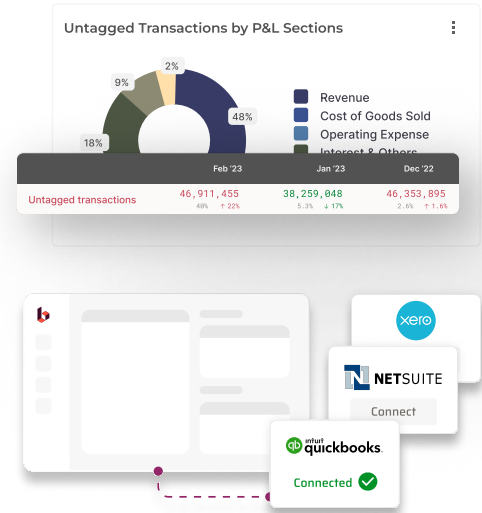 Untagged Transactions by P&L Sections
2%
9%
48%
18%
Revenue
Cost of Goods Sold
Operating Expense
Interest & Others
Feb '23 Jan '23 Dec '22
Untagged transactions 46,911,455 38,259,048 46,353,895
40% ↑ 22% 5.3% ↓ 17% 2.6% ↑ 1.6%
xero
NETSUITE
Connect
intuit
qb quickbooks.
Connected